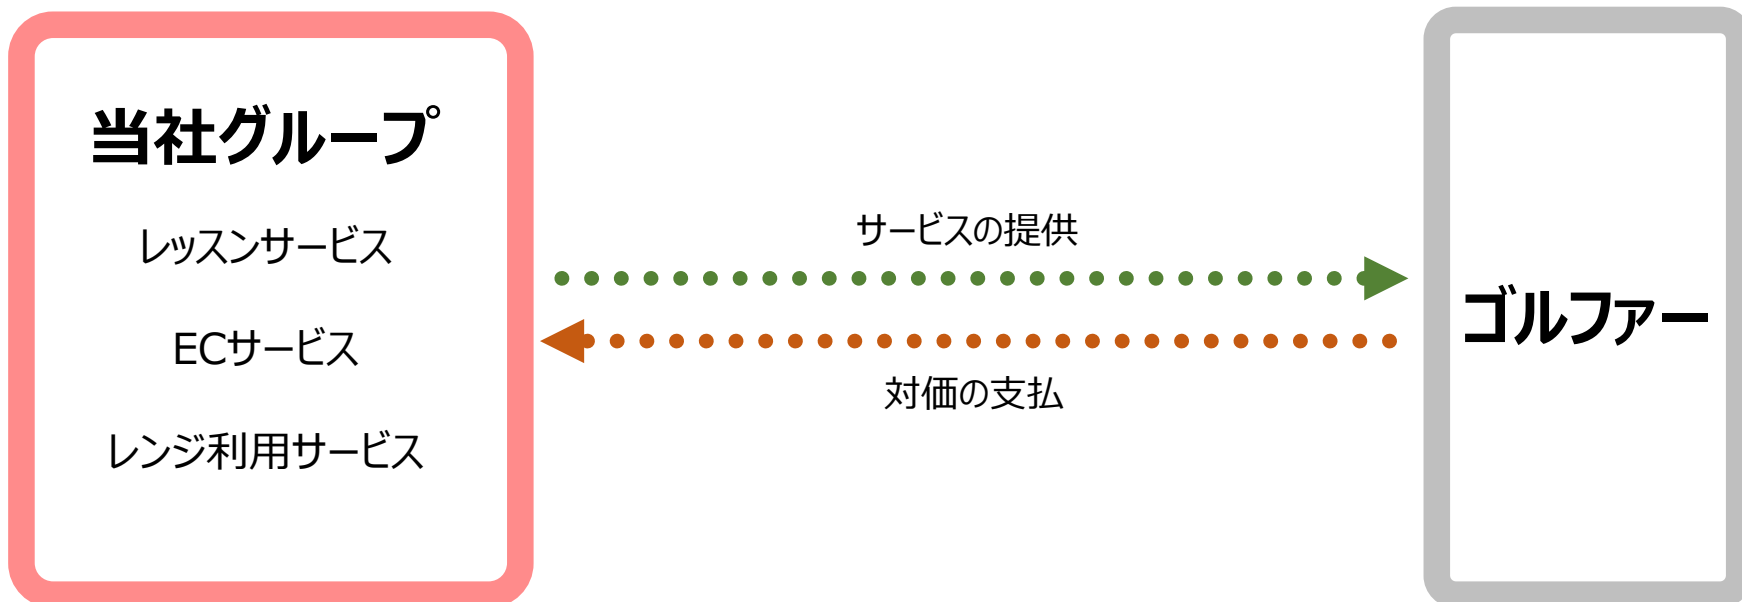 当社グループ
レッスンサービス
ECサービス
レンジ利用サービス
サービスの提供
対価の支払
ゴルファー